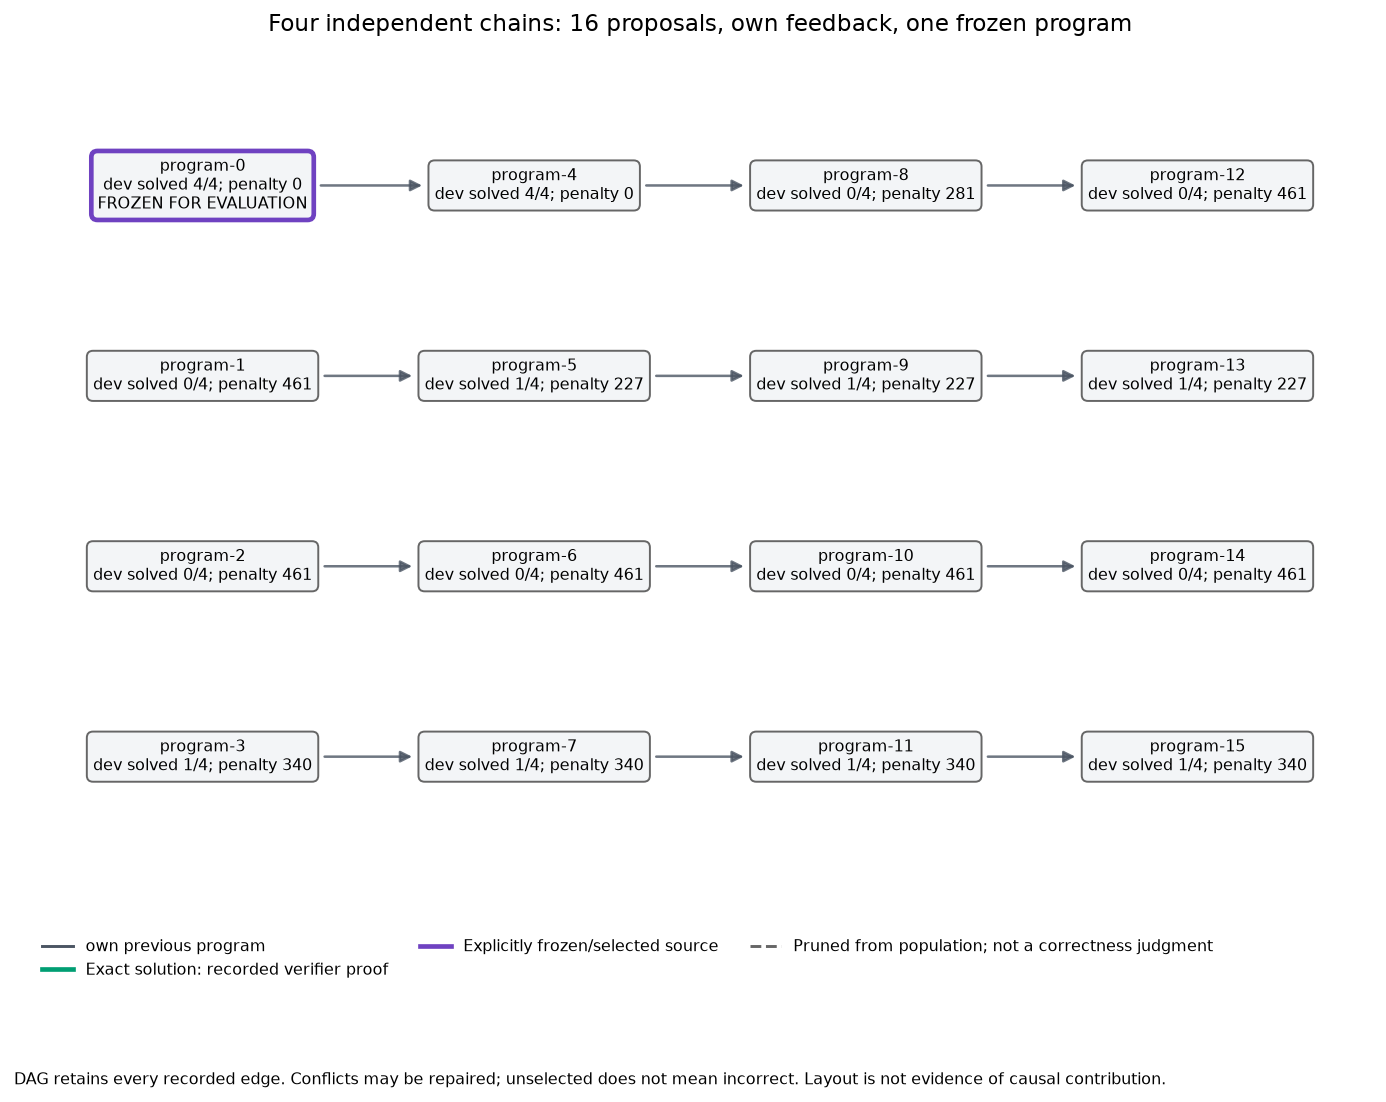 Four independent chains: 16 proposals, own feedback, one frozen program
program-0
dev solved 4/4; penalty 0
FROZEN FOR EVALUATION
program-4
dev solved 4/4; penalty 0
program-8
dev solved 0/4; penalty 281
program-12
dev solved 0/4; penalty 461
program-1
dev solved 0/4; penalty 461
program-5
dev solved 1/4; penalty 227
program-9
dev solved 1/4; penalty 227
program-13
dev solved 1/4; penalty 227
program-2
dev solved 0/4; penalty 461
program-6
dev solved 0/4; penalty 461
program-10
dev solved 0/4; penalty 461
program-14
dev solved 0/4; penalty 461
program-3
dev solved 1/4; penalty 340
program-7
dev solved 1/4; penalty 340
program-11
dev solved 1/4; penalty 340
program-15
dev solved 1/4; penalty 340
own previous program
Exact solution: recorded verifier proof
Explicitly frozen/selected source
Pruned from population; not a correctness judgment
DAG retains every recorded edge. Conflicts may be repaired; unselected does not mean incorrect. Layout is not evidence of causal contribution.